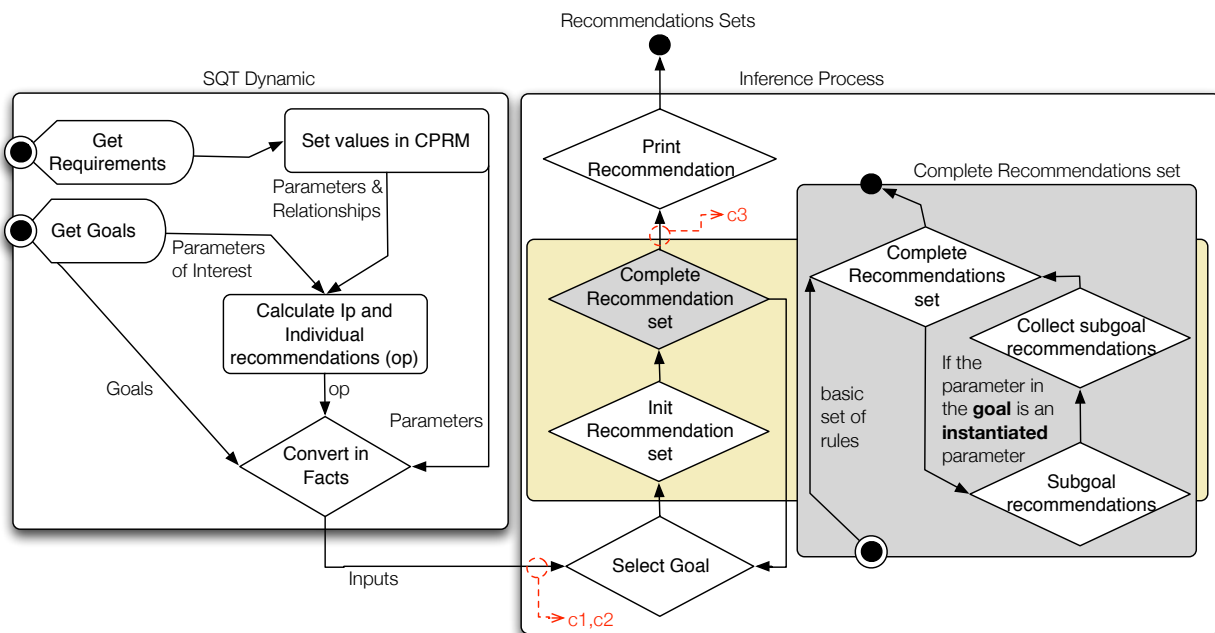 Recommendations Sets
SQT Dynamic
Inference Process
Get
Requirements
Set values in CPRM
Print
Recommendation
Complete Recommendations set
Parameters &
Relationships
c3
Get Goals
Parameters
of Interest
Complete
Recommendation
set
Complete
Recommendations
set
Calculate Ip and
Individual
recommendations (op)
Collect subgoal
recommendations
If the
parameter in
the goal is an
instantiated
parameter
Goals
op
basic
set of
rules
Init
Recommendation
set
Parameters
Convert in
Facts
Subgoal
recommendations
Select Goal
Inputs
c1,c2